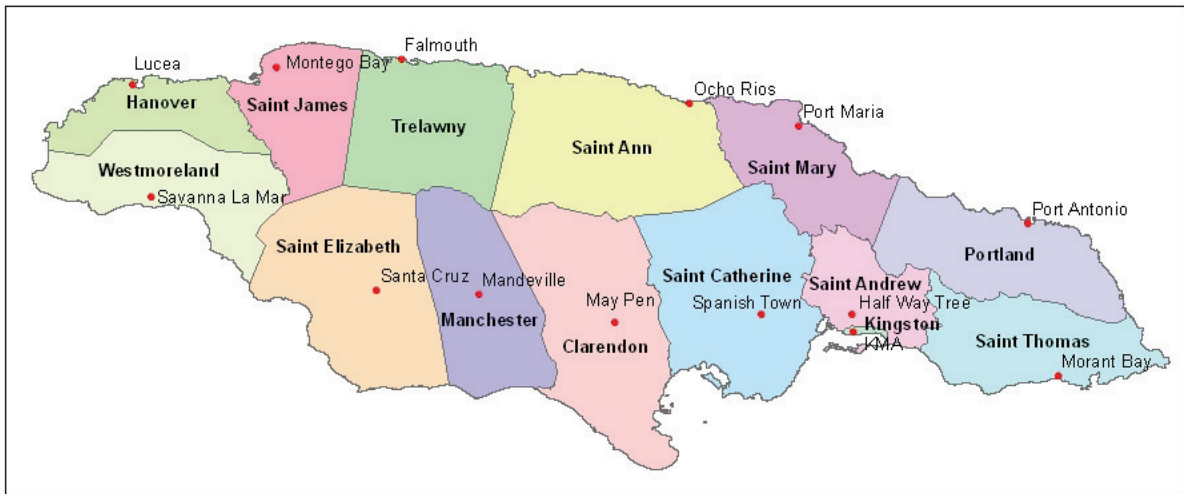 Falmouth
Lucea
Montego Bay
Hanover
Saint James
Ocho Rios
Port Maria
Trelawny
Saint Ann
Saint Mary
Westmoreland
Savanna La Mar
Port Antonio
Saint Elizabeth
Portland
Santa Cruz
Mandeville
Saint Catherine
Saint Andrew
May Pen
Spanish Town
Half Way Tree
Manchester
Kingston
Clarendon
KMA
Saint Thomas
Morant Bay